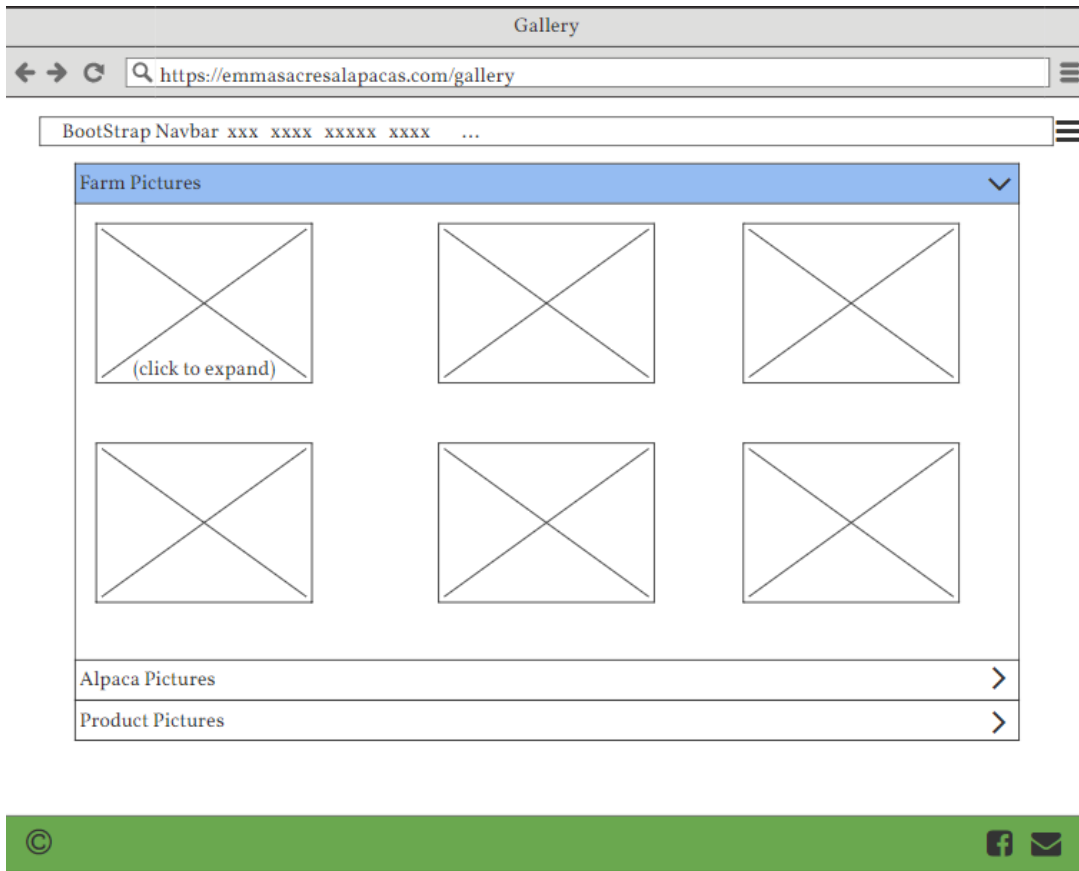 Gallery
https://emmasacresalapacas.com/gallery
BootStrap Navbar xxx xxxx xxxxx xxxx ...
Farm Pictures
(click to expand)
Alpaca Pictures
Product Pictures
©